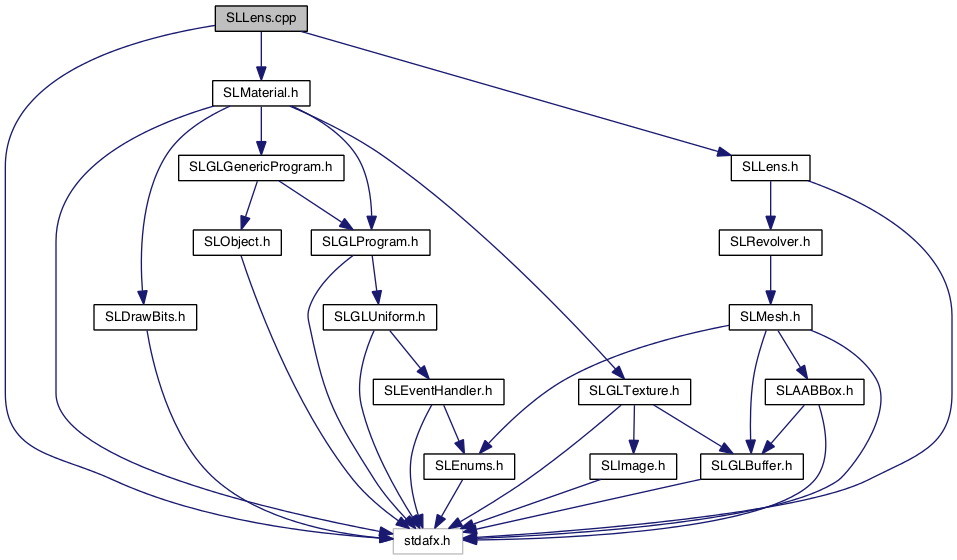 SLLens.cpp
SLMaterial.h
SLGLGenericProgram.h
SLLens.h
SLObject.h
SLGLProgram.h
SLRevolver.h
SLDrawBits.h
SLGLUniform.h
SLMesh.h
SLEventHandler.h
SLGLTexture.h
SLAABBox.h
SLEnums.h
SLImage.h
SLGLBuffer.h
stdafx.h